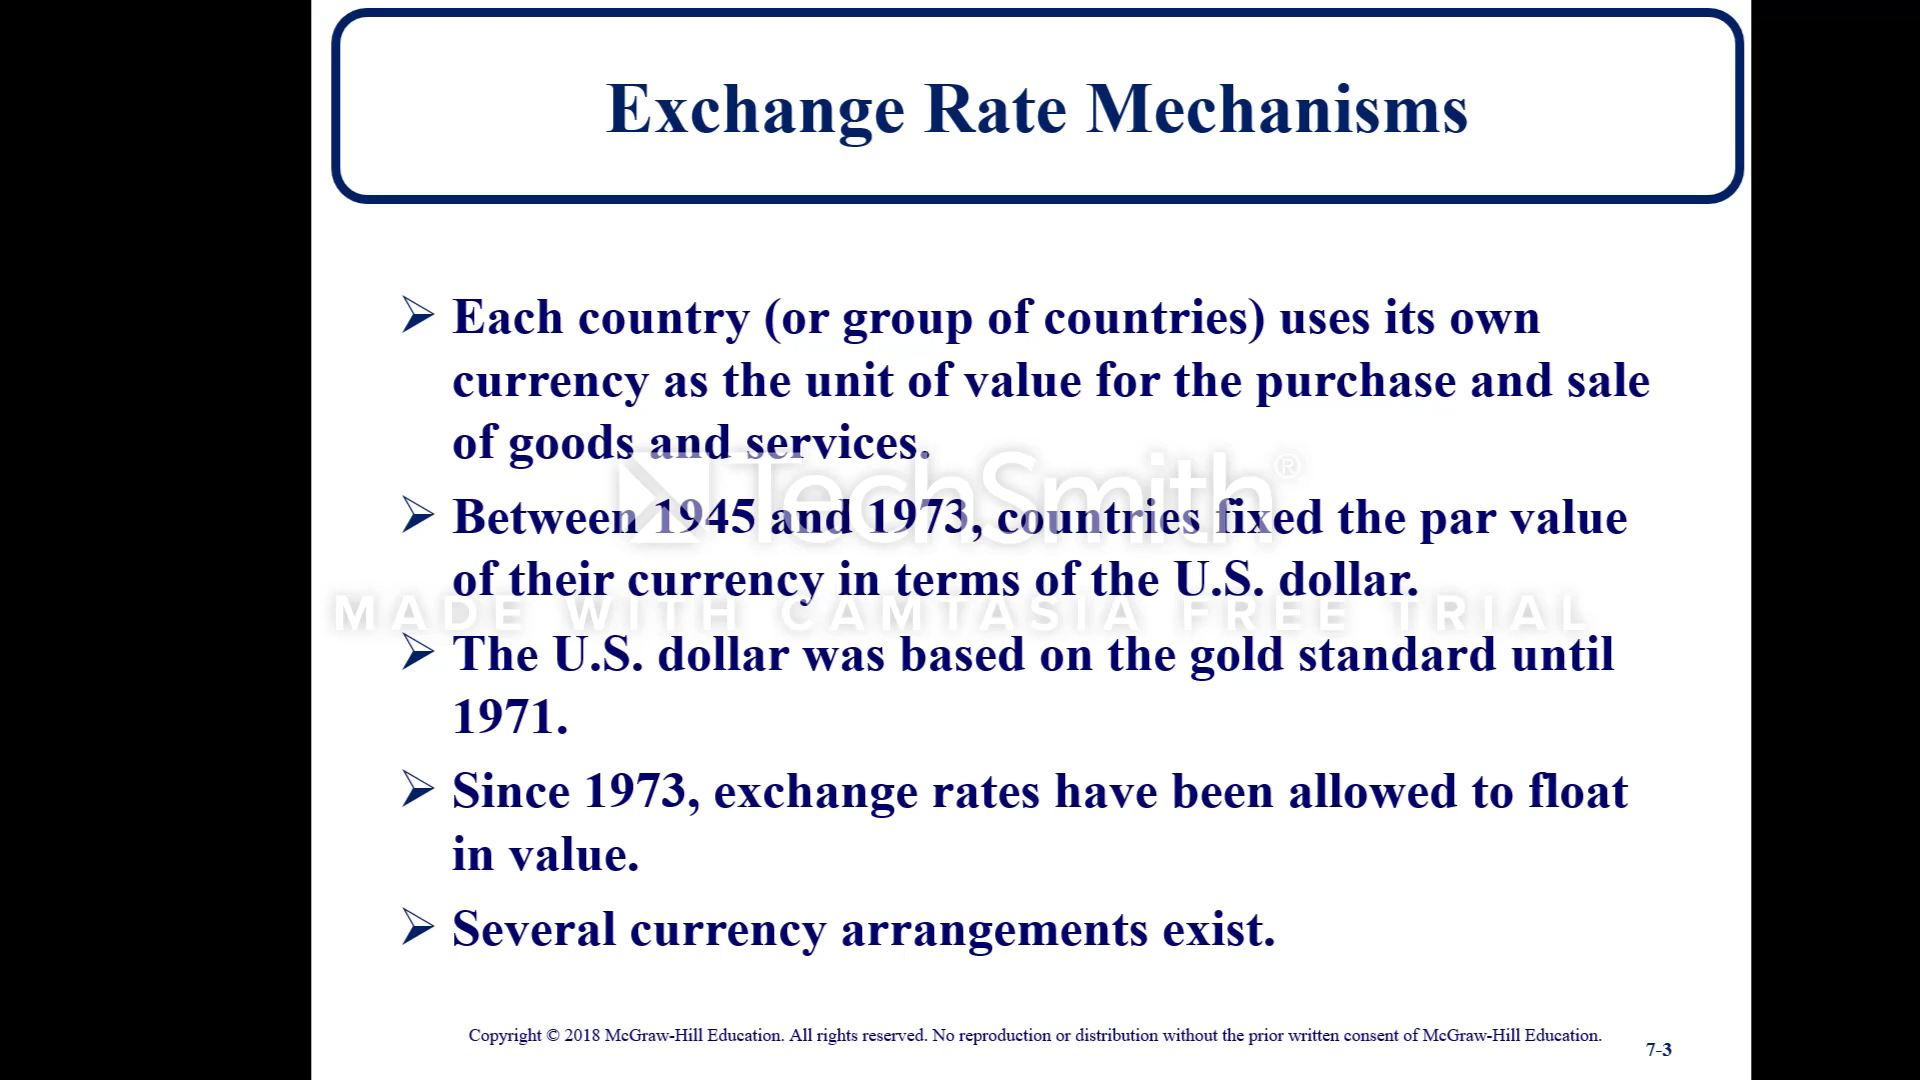 Exchange Rate Mechanisms
Each country (or group of countries) uses its own
currency as the unit of value for the purchase and sale
of goods and services.
TechSmith®
Between 1945 and 1973, countries fixed the par value
of their currency in terms of the U.S. dollar.
MADE WITH CAMTASIA FREE TRIAL
The U.S. dollar was based on the gold standard until
1971.
Since 1973, exchange rates have been allowed to float
in value.
Several currency arrangements exist.
Copyright © 2018 McGraw-Hill Education. All rights reserved. No reproduction or distribution without the prior written consent of McGraw-Hill Education.
7-3